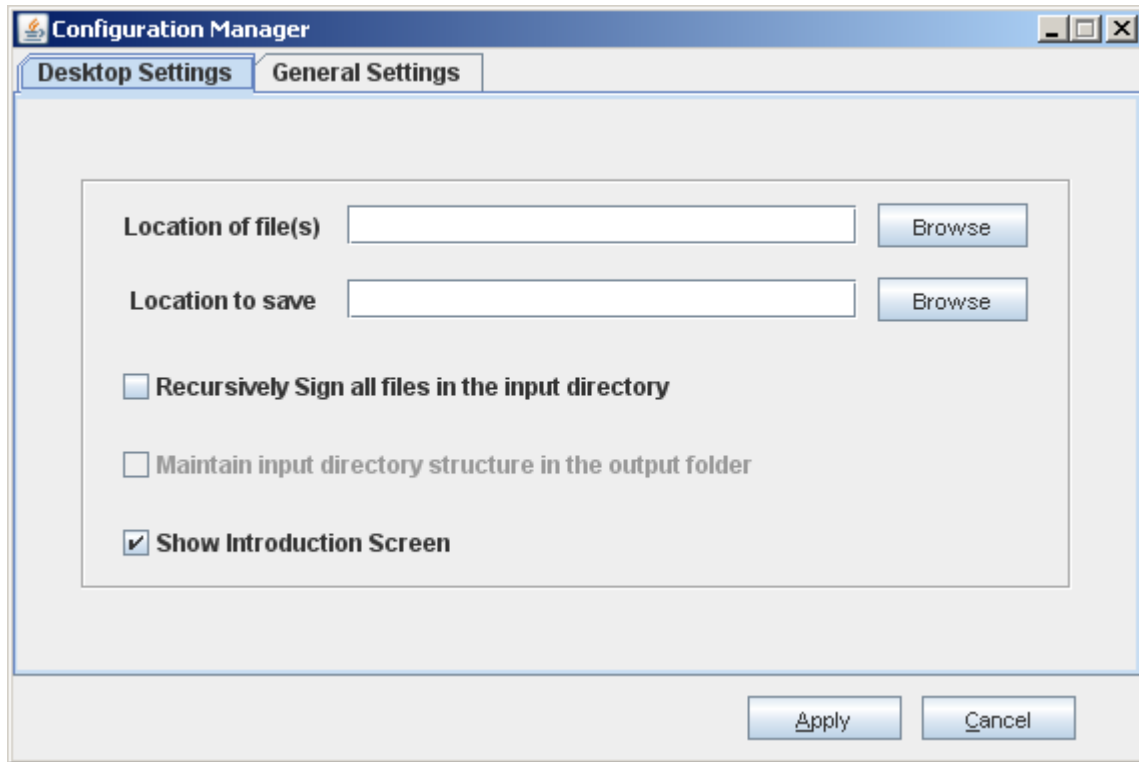 Configuration Manager
Desktop Settings General Settings
Location of file(s) Browse
Location to save Browse
Recursively Sign all files in the input directory
Maintain input directory structure in the output folder
Show Introduction Screen
Apply Cancel